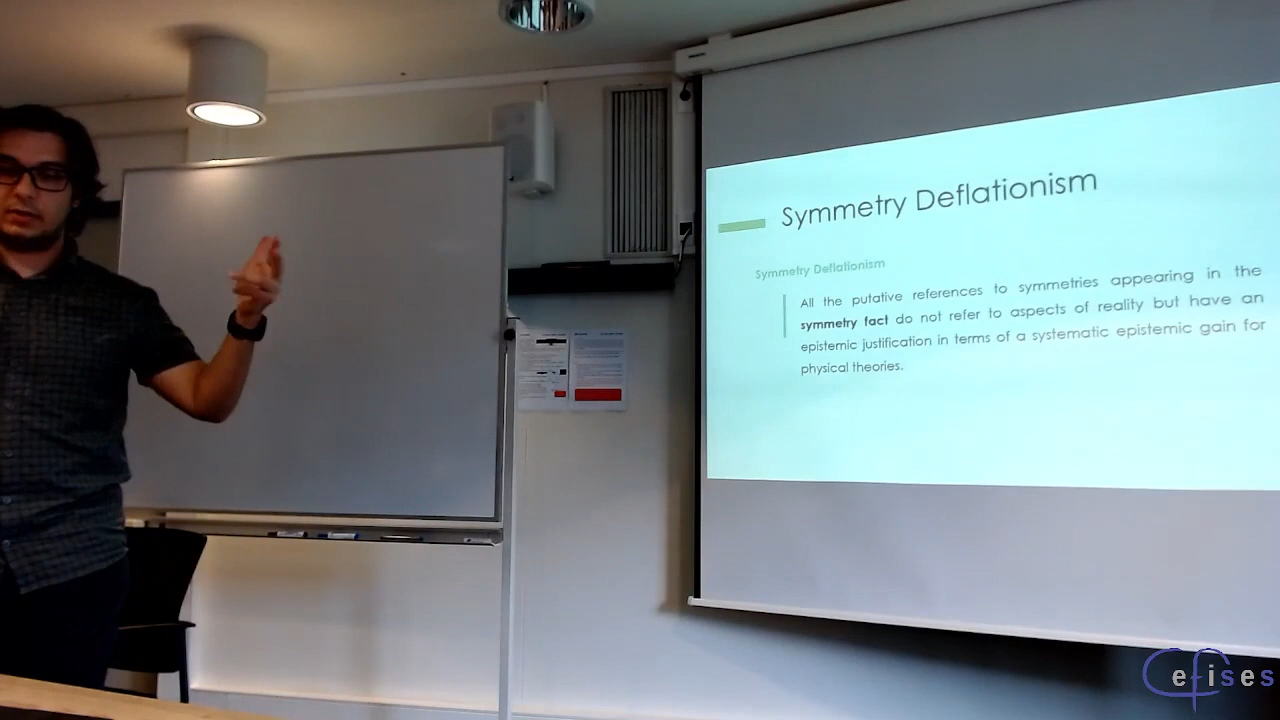 Symmetry Deflationism
Symmetry Deflationism
All the putative references to symmetries appearing in the
symmetry fact do not refer to aspects of reality but have an
epistemic justification in terms of a systematic epistemic gain for
physical theories.
Cefises